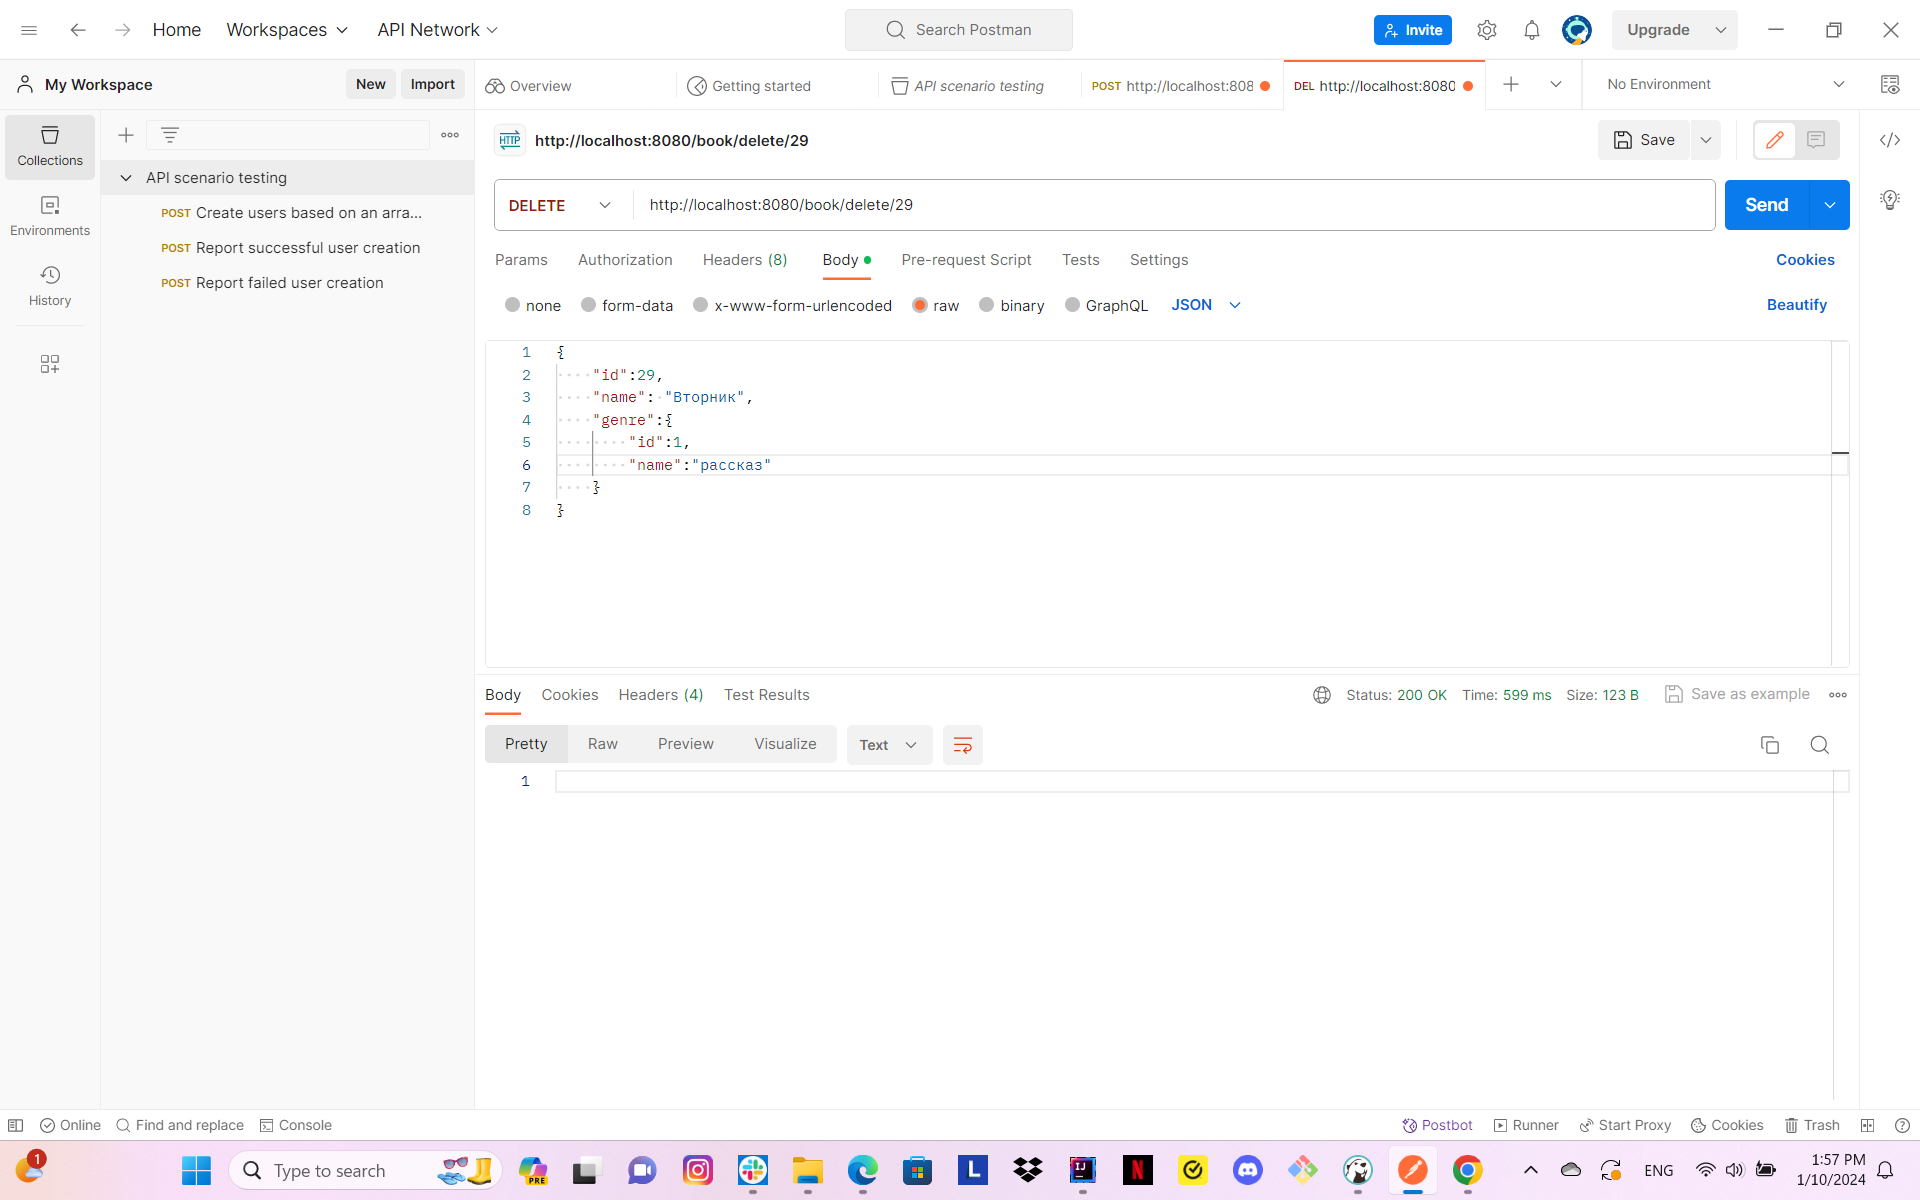 Home Workspaces API Network Search Postman Invite Upgrade
My Workspace New Import
Overview Getting started API scenario testing POST http://localhost:808 DEL http://localhost:8080 No Environment
Collections
Environments
History
API scenario testing
POST Create users based on an arra...
POST Report successful user creation
POST Report failed user creation
HTTP http://localhost:8080/book/delete/29 Save
DELETE http://localhost:8080/book/delete/29 Send
Params Authorization Headers (8) Body Pre-request Script Tests Settings Cookies
none form-data x-www-form-urlencoded raw binary GraphQL JSON Beautify
1 {
2 "id":29,
3 "name": "Вторник",
4 "genre":{
5 "id":1,
6 "name":"рассказ"
7 }
8 }
Body Cookies Headers (4) Test Results Status: 200 OK Time: 599 ms Size: 123 B Save as example
Pretty Raw Preview Visualize Text
1
Online Find and replace Console Postbot Runner Start Proxy Cookies Trash
1 Type to search PRE L IJ N ENG 1:57 PM
1/10/2024